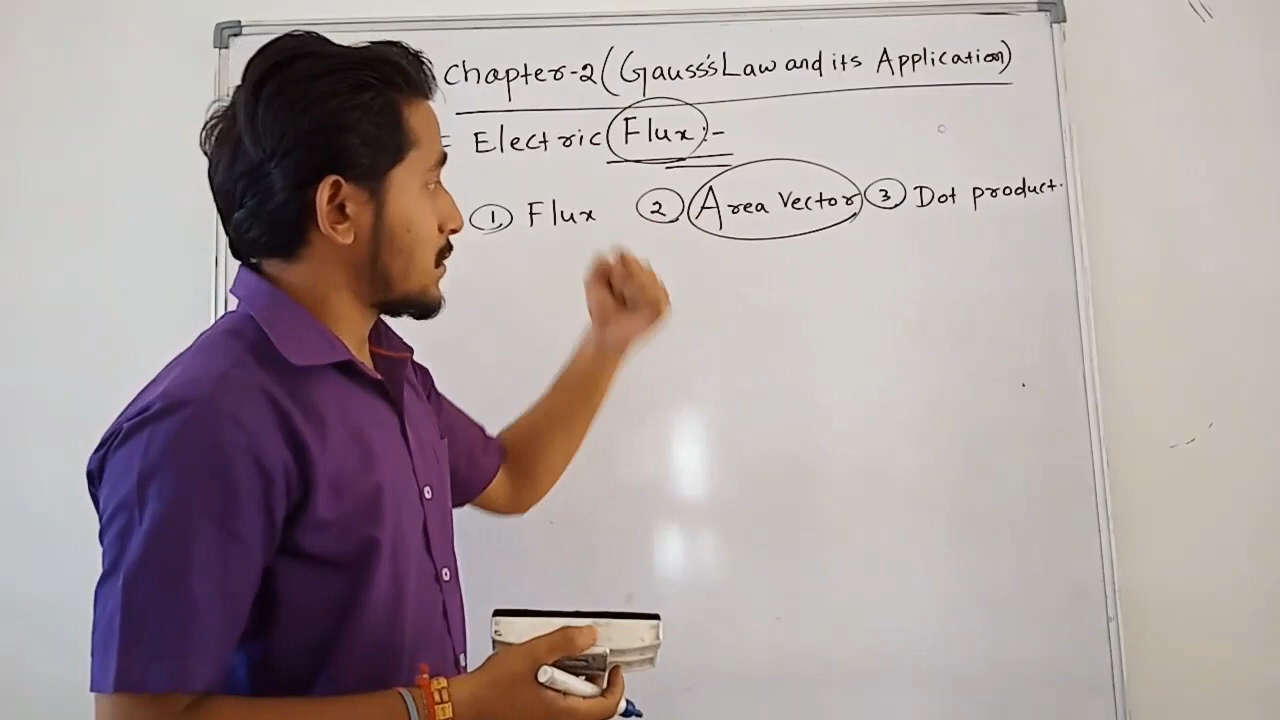 Chapter-2 (Gauss's Law and its Application)
= Electric Flux :-
① Flux ② Area Vector ③ Dot product.